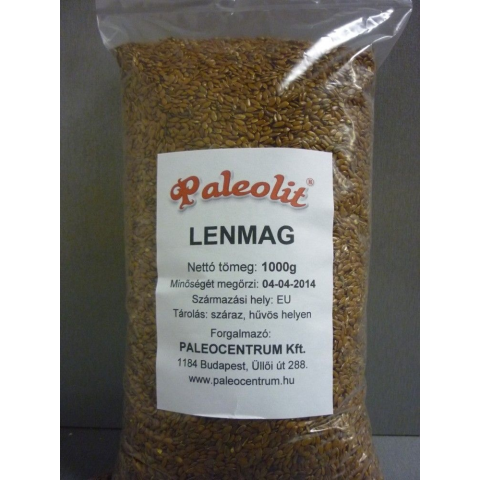 Paleolit®
LENMAG
Nettó tömeg: 1000g
Minőségét megőrzi: 04-04-2014
Származási hely: EU
Tárolás: száraz, hűvös helyen
Forgalmazó:
PALEOCENTRUM Kft.
1184 Budapest, Üllői út 288.
www.paleocentrum.hu